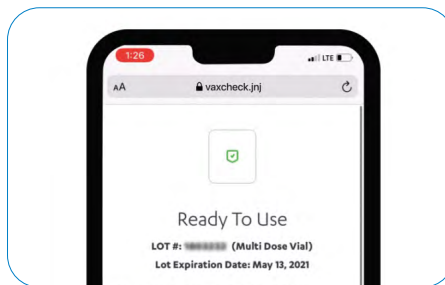 1:26
LTE
AA
vaxcheck.jnj
Ready To Use
LOT #: (Multi Dose Vial)
Lot Expiration Date: May 13, 2021